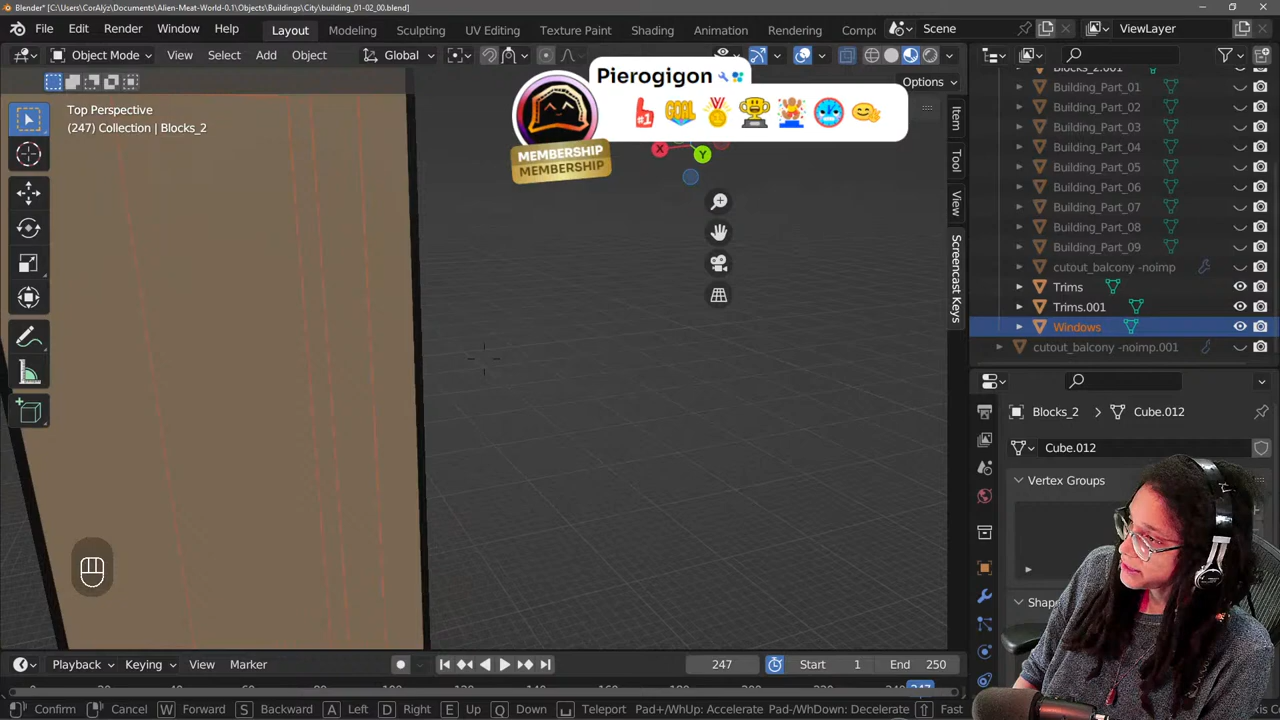 Blender* [C:\Users\CorAlyz\Documents\Alien-Meat-World-0.1\Objects\Buildings\City\building_01-02_00.blend]
File Edit Render Window Help Layout Modeling Sculpting UV Editing Texture Paint Shading Animation Rendering Scene ViewLayer
Object Mode View Select Add Object Global
Options
Top Perspective
(247) Collection | Blocks_2
Pierogigon
#1 GOAL
MEMBERSHIP
MEMBERSHIP
X
Y
Item
Tool
View
Screencast Keys
Blocks_2.001
Building_Part_01
Building_Part_02
Building_Part_03
Building_Part_04
Building_Part_05
Building_Part_06
Building_Part_07
Building_Part_08
Building_Part_09
cutout_balcony -noimp
Trims
Trims.001
Windows
cutout_balcony -noimp.001
Blocks_2 > Cube.012
Cube.012
Vertex Groups
Playback Keying View Marker 247 Start 1 End 250
Confirm Cancel W Forward S Backward A Left D Right E Up Q Down Teleport Pad+/WhUp: Accelerate Pad-/WhDown: Decelerate Fast